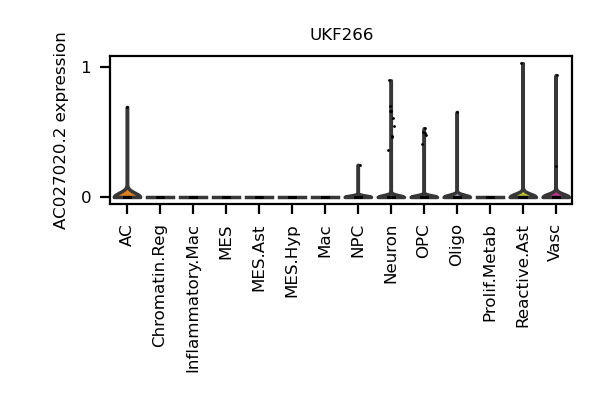 UKF266
AC027020.2 expression
1
0
AC
Chromatin.Reg
Inflammatory.Mac
MES
MES.Ast
MES.Hyp
Mac
NPC
Neuron
OPC
Oligo
Prolif.Metab
Reactive.Ast
Vasc